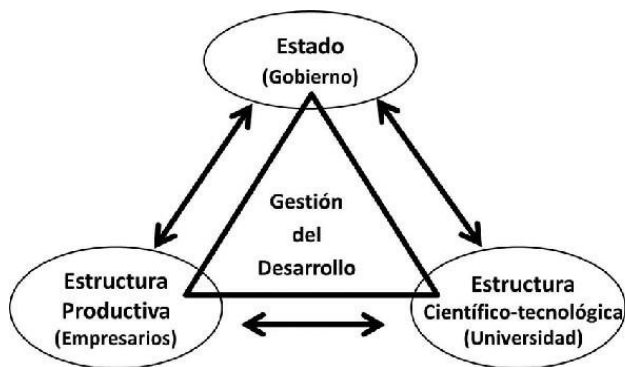 Estado
(Gobierno)
Gestión
del
Desarrollo
Estructura
Productiva
(Empresarios)
Estructura
Científico-tecnológica
(Universidad)